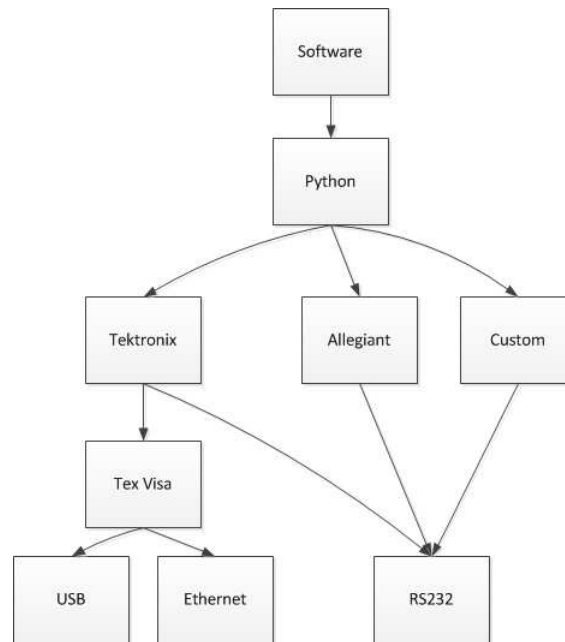 Software
Python
Tektronix
Allegiant
Custom
Tex Visa
USB
Ethernet
RS232